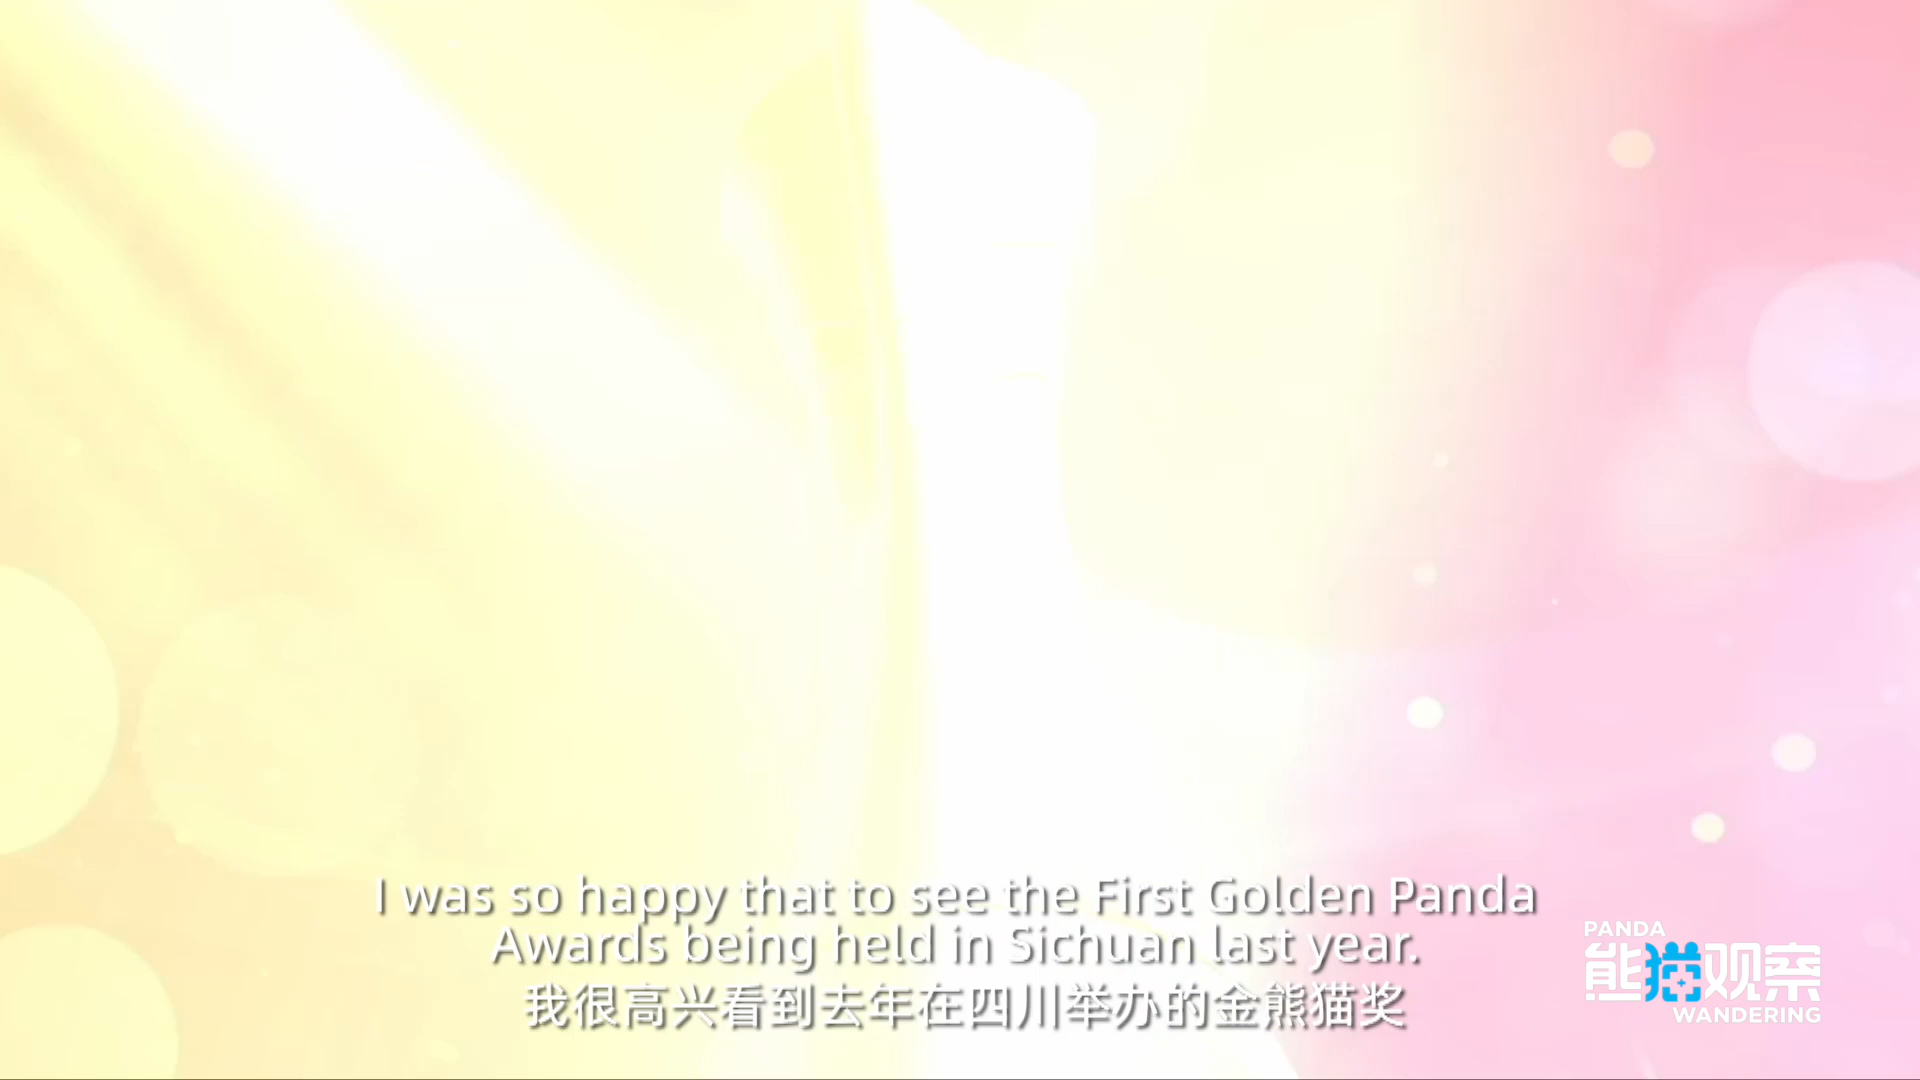 I was so happy that to see the First Golden Panda
Awards being held in Sichuan last year.
我很高兴看到去年在四川举办的金熊猫奖
PANDA
熊猫观察
WANDERING